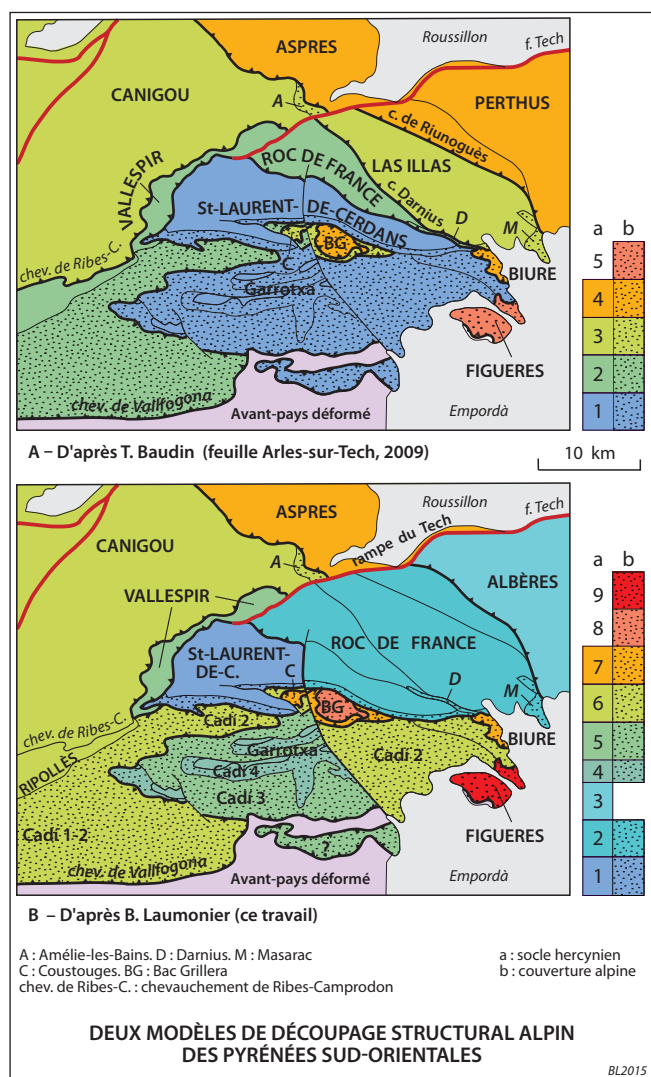 ASPRES
Roussillon
f. Tech
CANIGOU
A
PERTHUS
c. de Riunoguès
ROC DE FRANCE
LAS ILLAS
VALLESPIR
c. Darnius
St-LAURENT-
DE-CERDANS
D
M
a b
chev. de Ribes-C.
BG
BIURE
5
C
Garrotxa
4
3
FIGUERES
2
chev. de Vallfogona
Avant-pays déformé
Empordà
1
A – D'après T. Baudin (feuille Arles-sur-Tech, 2009)
10 km
ASPRES
Roussillon
f. Tech
rampe du Tech
CANIGOU
A
ALBÈRES
a b
9
VALLESPIR
8
St-LAURENT-
DE-C.
ROC DE FRANCE
7
C
D
M
6
chev. de Ribes-C.
Cadí 2
BG
BIURE
RIPOLLÈS
Garrotxa
Cadí 2
5
Cadí 4
4
Cadí 3
3
Cadí 1-2
FIGUERES
2
chev. de Vallfogona
?
Avant-pays déformé
Empordà
1
B – D'après B. Laumonier (ce travail)
A : Amélie-les-Bains. D : Darnius. M : Masarac
a : socle hercynien
C : Coustouges. BG : Bac Grillera
b : couverture alpine
chev. de Ribes-C. : chevauchement de Ribes-Camprodon
DEUX MODÈLES DE DÉCOUPAGE STRUCTURAL ALPIN
DES PYRÉNÉES SUD-ORIENTALES
BL2015